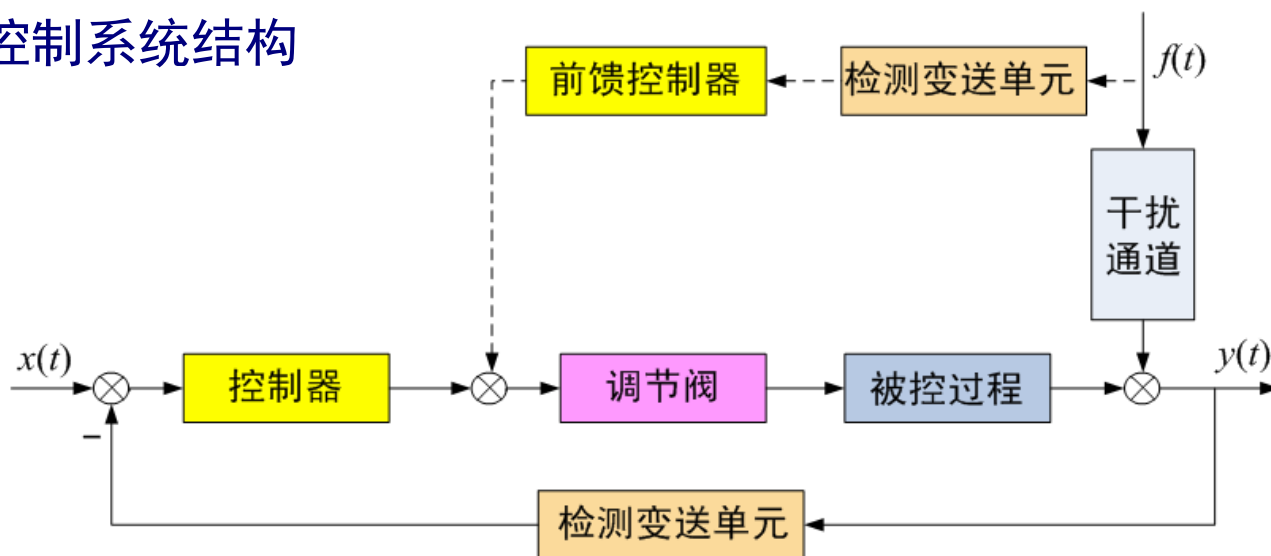 控制系统结构
前馈控制器
检测变送单元
f(t)
干扰
通道
x(t)
控制器
调节阀
被控过程
y(t)
−
检测变送单元